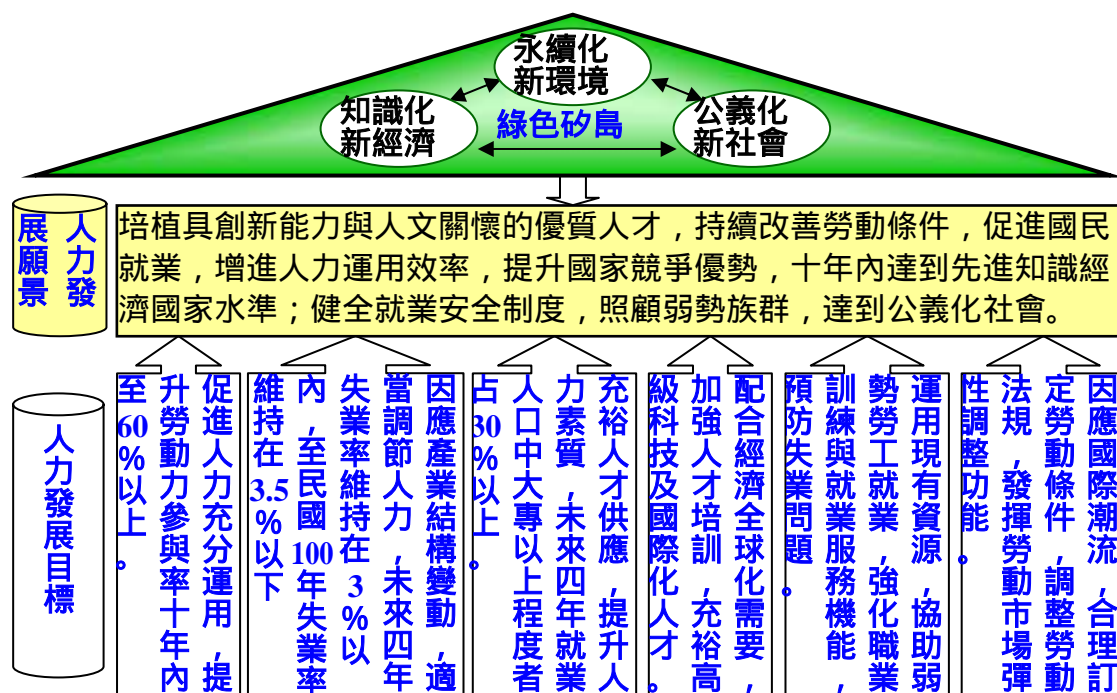 永續化
新環境
知識化
新經濟
綠色矽島
公義化
新社會
人力發
展願景
培植具創新能力與人文關懷的優質人才，持續改善勞動條件，促進國民
就業，增進人力運用效率，提升國家競爭優勢，十年內達到先進知識經
濟國家水準；健全就業安全制度，照顧弱勢族群，達到公義化社會。
人力發展目標
促進人力充分運用，提
升勞動力參與率十年內
至60%以上。
因應產業結構變動，適
當調節人力，未來四年
失業率維持在3%以
內，至民國100年失業率
維持在3.5%以下
充裕人才供應，提升人
力素質，未來四年就業
人口中大專以上程度者
占30%以上。
配合經濟全球化需要，
加強人才培訓，充裕高
級科技及國際化人才。
運用現有資源，協助弱
勢勞工就業，強化職業
訓練與就業服務機能，
預防失業問題。
因應國際潮流，合理訂
定勞動條件，調整勞動
法規，發揮勞動市場彈
性調整功能。